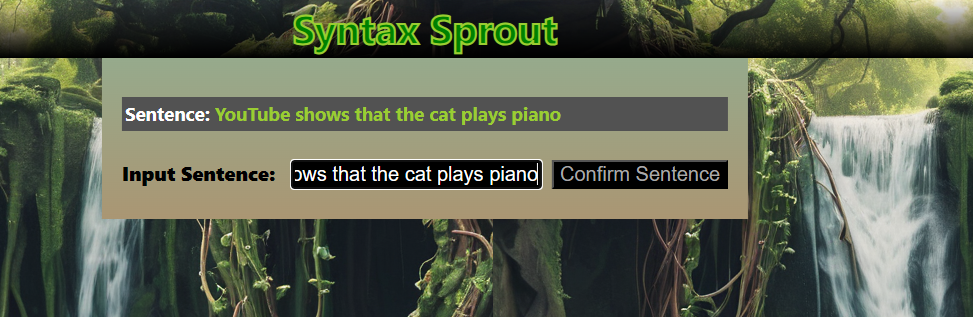 Syntax Sprout
Sentence: YouTube shows that the cat plays piano
Input Sentence: ows that the cat plays piano Confirm Sentence